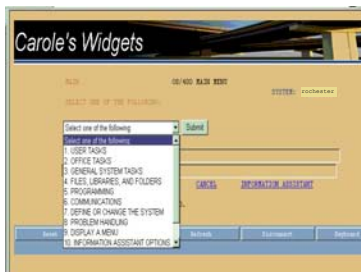 Carole's Widgets
MAIN OS/400 MAIN MENU
SYSTEM: rochester
SELECT ONE OF THE FOLLOWING:
Select one of the following Submit
Select one of the following
1. USER TASKS
2. OFFICE TASKS
3. GENERAL SYSTEM TASKS
4. FILES, LIBRARIES, AND FOLDERS
5. PROGRAMMING
6. COMMUNICATIONS
7. DEFINE OR CHANGE THE SYSTEM
8. PROBLEM HANDLING
9. DISPLAY A MENU
10. INFORMATION ASSISTANT OPTIONS
CANCEL INFORMATION ASSISTANT
Reset Refresh Disconnect Keyboard